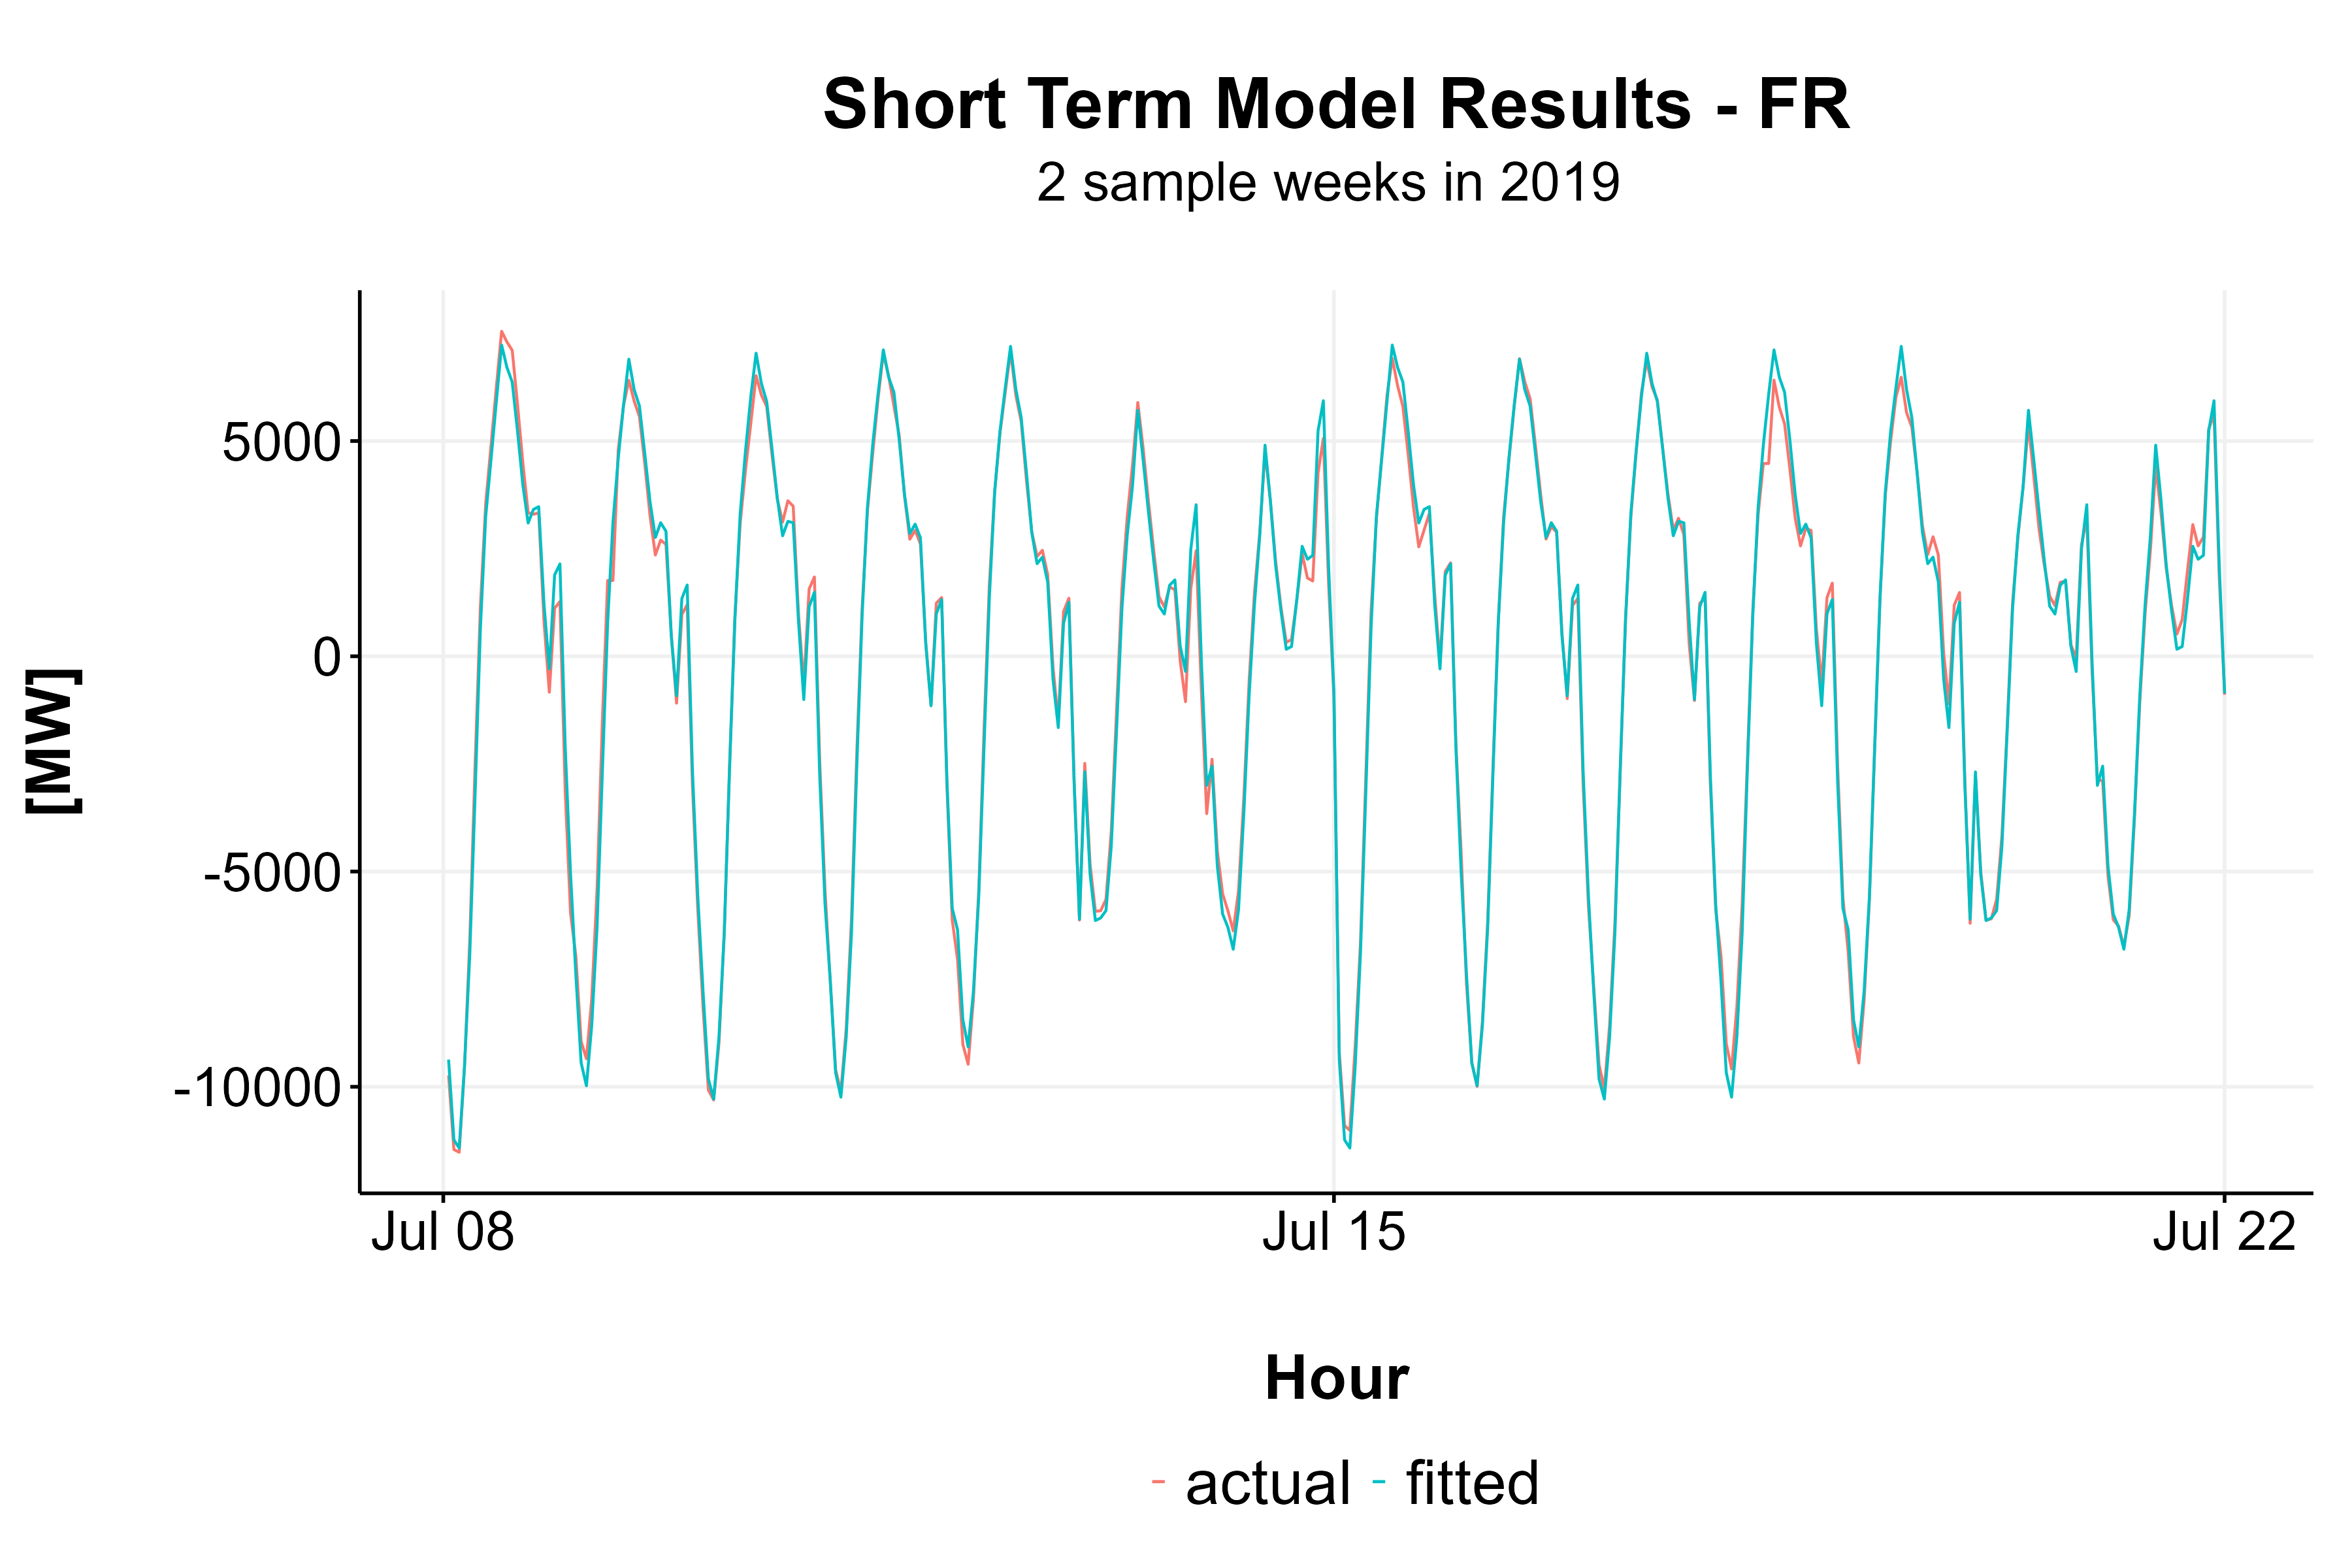 Short Term Model Results - FR
2 sample weeks in 2019
[MW]
5000
0
-5000
-10000
Jul 08
Jul 15
Jul 22
Hour
actual
fitted